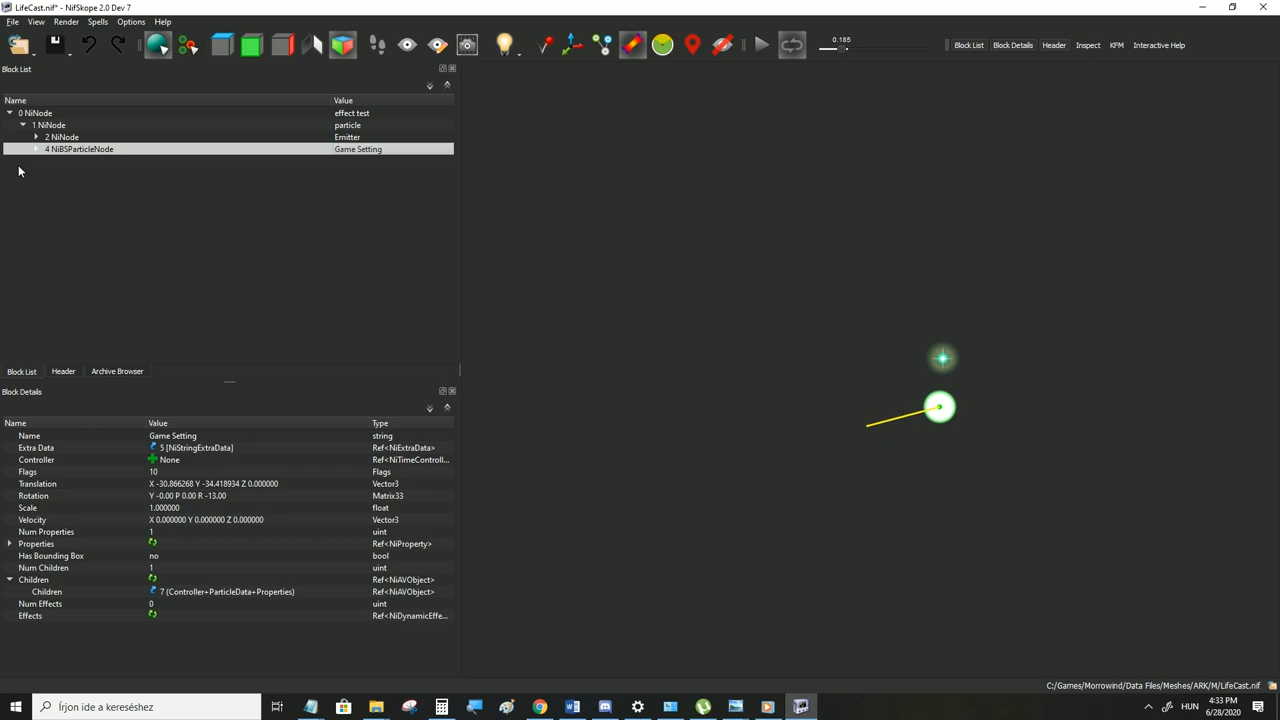 LifeCast.nif* - NifSkope 2.0 Dev 7
File View Render Spells Options Help
0.185
Block List Block Details Header Inspect KFM Interactive Help
Block List
Name Value
0 NiNode effect test
1 NiNode particle
2 NiNode Emitter
4 NiBSParticleNode Game Setting
Block List Header Archive Browser
Block Details
Name Value Type
Name Game Setting string
Extra Data 5 [NiStringExtraData] Ref<NiExtraData>
Controller None Ref<NiTimeControll...
Flags 10 Flags
Translation X -30.866268 Y -34.418934 Z 0.000000 Vector3
Rotation Y -0.00 P 0.00 R -13.00 Matrix33
Scale 1.000000 float
Velocity X 0.000000 Y 0.000000 Z 0.000000 Vector3
Num Properties 1 uint
Properties Ref<NiProperty>
Has Bounding Box no bool
Num Children 1 uint
Children Ref<NiAVObject>
Children 7 (Controller+ParticleData+Properties) Ref<NiAVObject>
Num Effects 0 uint
Effects Ref<NiDynamicEffe...
C:/Games/Morrowind/Data Files/Meshes/ARK/M/LifeCast.nif
Írjon ide a kereséshez
HUN
4:33 PM
6/28/2020